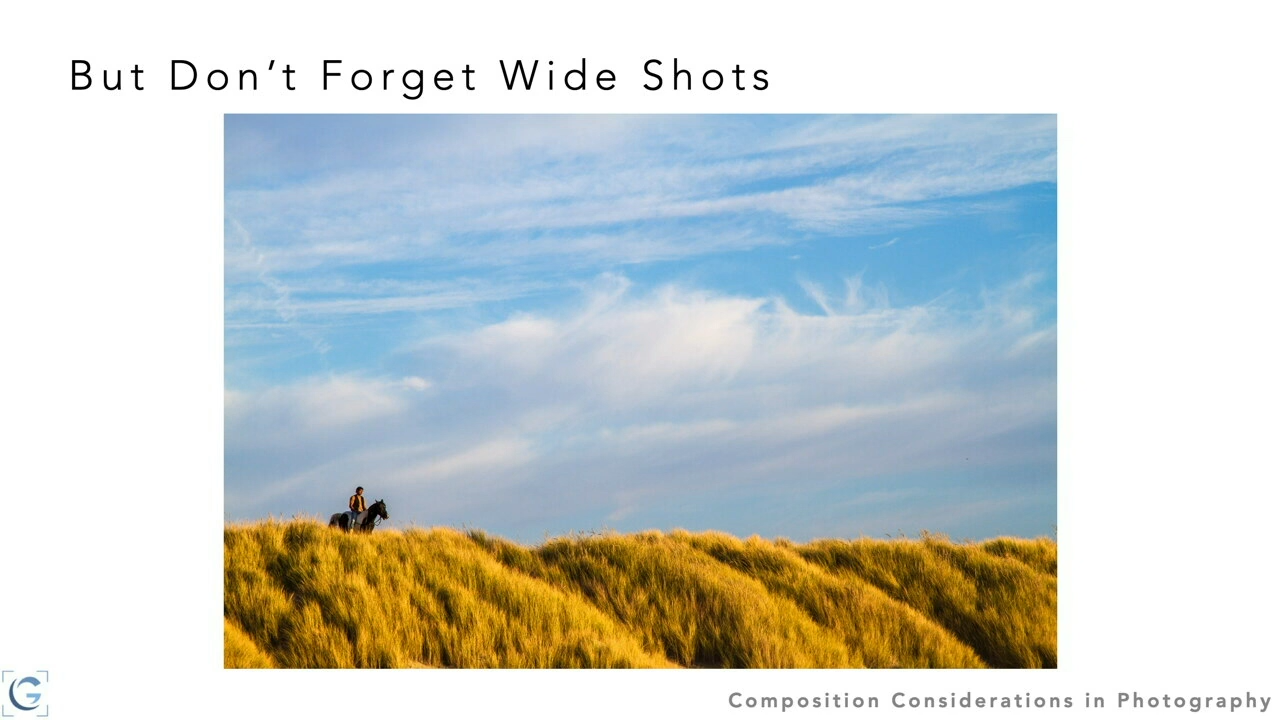 But Don’t Forget Wide Shots
G
Composition Considerations in Photography